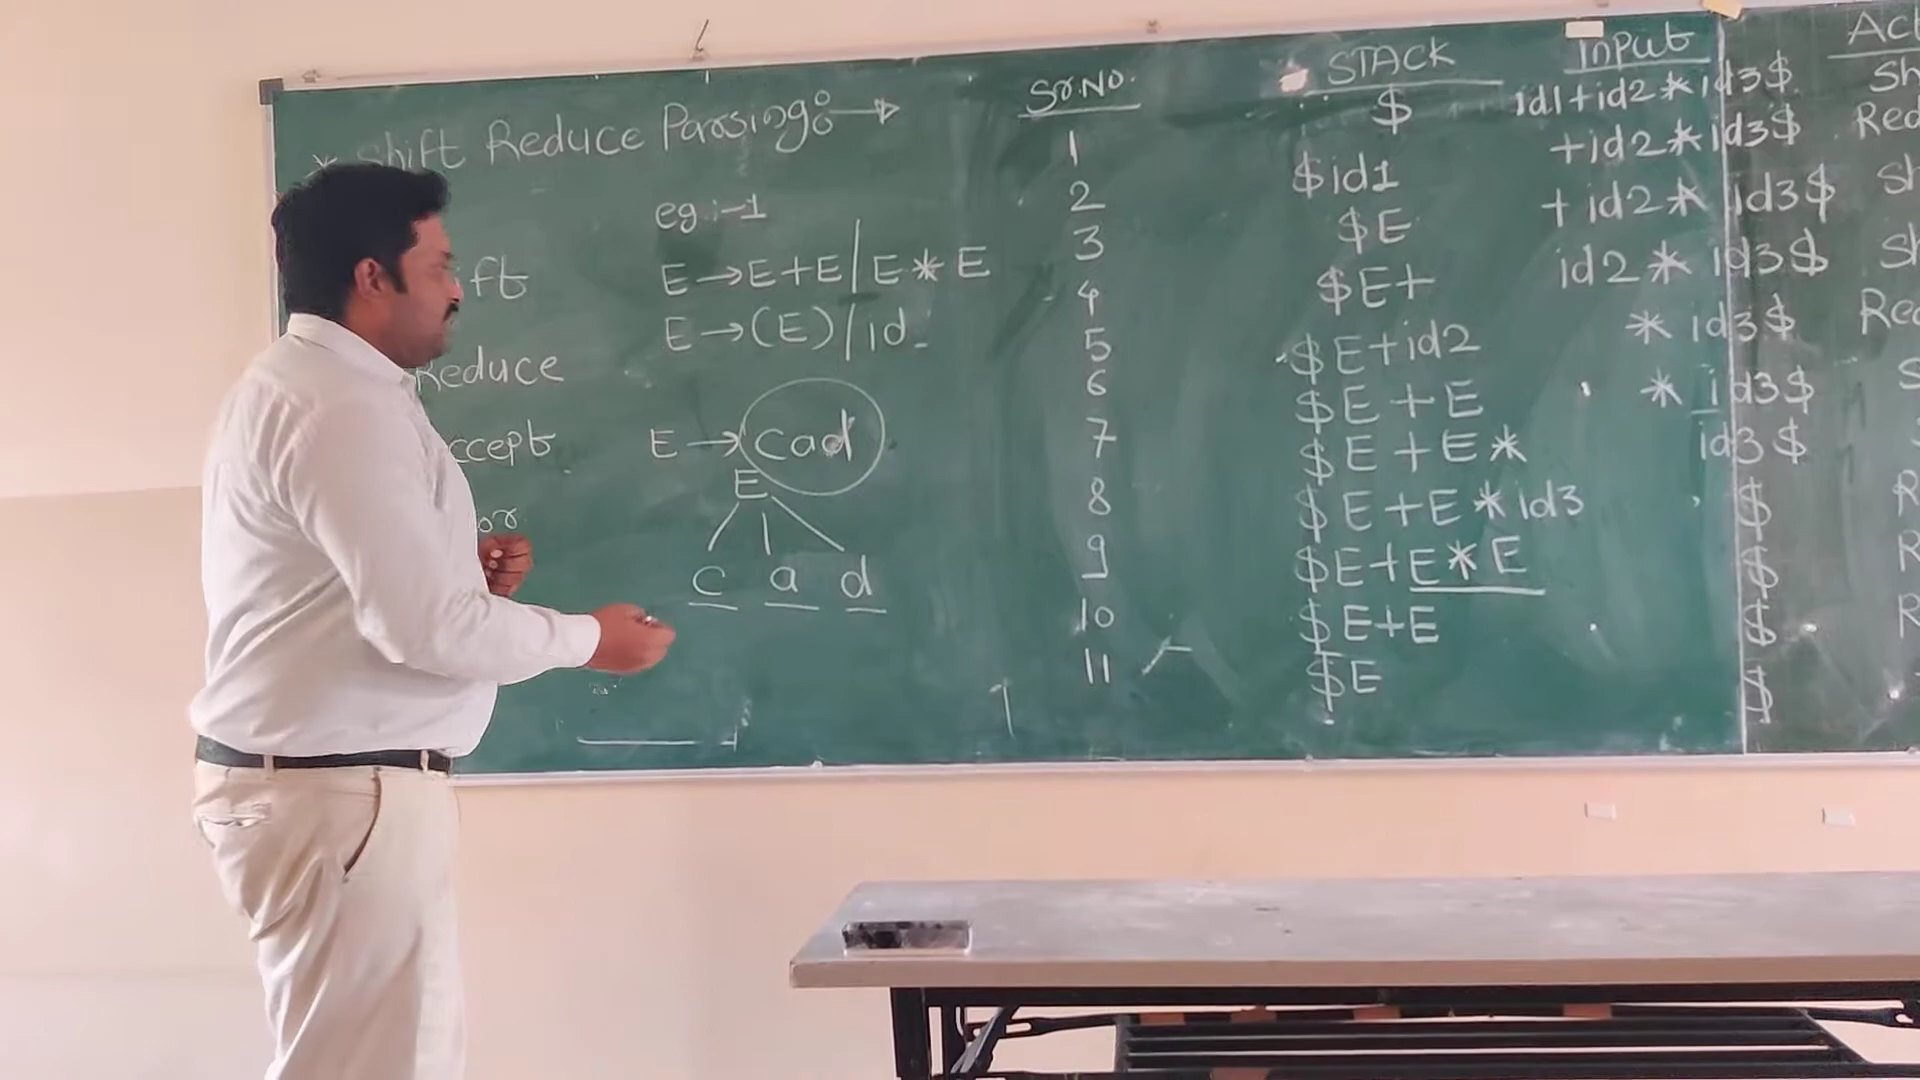 * Shift Reduce Parsing:→
eg:-1
E→E+E/E*E
E→(E)/id
Reduce
E→cad
E
c a d
Sr.No. STACK Input
1 $ id1+id2*id3$
2 $id1 +id2*id3$
3 $E +id2*id3$
4 $E+ id2*id3$
5 $E+id2 *id3$
6 $E+E *id3$
7 $E+E* id3$
8 $E+E*id3 $
9 $E+E*E $
10 $E+E $
11 $E $